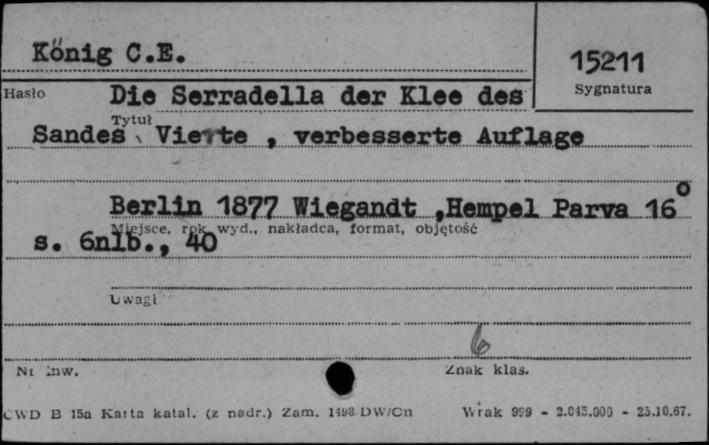 König C.E.
15211
Sygnatura
Hasło
Die Serradella der Klee des
Tytuł
Sandes Vierte , verbesserte Auflage
Berlin 1877 Wiegandt ,Hempel Parva 16°
Miejsce, rok wyd., nakładca, format, objętość
s. 6nlb., 40
Uwagi
6
Nr inw.
Znak klas.
CWD B 15a Karta katal. (z nadr.) Zam. 1498 DW/Cn Wrak 999 - 2.045.000 - 25.10.67.